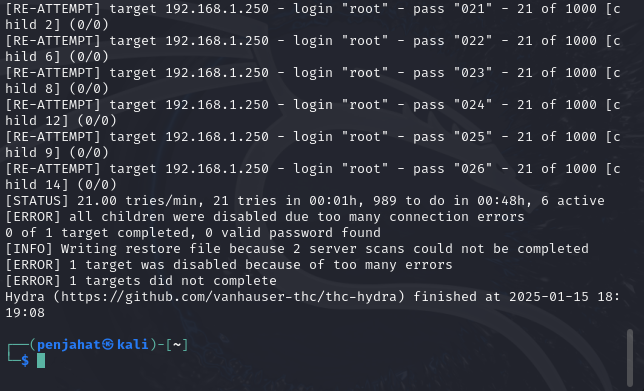 [RE-ATTEMPT] target 192.168.1.250 - login "root" - pass "021" - 21 of 1000 [c
hild 2] (0/0)
[RE-ATTEMPT] target 192.168.1.250 - login "root" - pass "022" - 21 of 1000 [c
hild 6] (0/0)
[RE-ATTEMPT] target 192.168.1.250 - login "root" - pass "023" - 21 of 1000 [c
hild 8] (0/0)
[RE-ATTEMPT] target 192.168.1.250 - login "root" - pass "024" - 21 of 1000 [c
hild 12] (0/0)
[RE-ATTEMPT] target 192.168.1.250 - login "root" - pass "025" - 21 of 1000 [c
hild 9] (0/0)
[RE-ATTEMPT] target 192.168.1.250 - login "root" - pass "026" - 21 of 1000 [c
hild 14] (0/0)
[STATUS] 21.00 tries/min, 21 tries in 00:01h, 989 to do in 00:48h, 6 active
[ERROR] all children were disabled due too many connection errors
0 of 1 target completed, 0 valid password found
[INFO] Writing restore file because 2 server scans could not be completed
[ERROR] 1 target was disabled because of too many errors
[ERROR] 1 targets did not complete
Hydra (https://github.com/vanhauser-thc/thc-hydra) finished at 2025-01-15 18:
19:08
┌──(penjahat㉿kali)-[~]
└─$